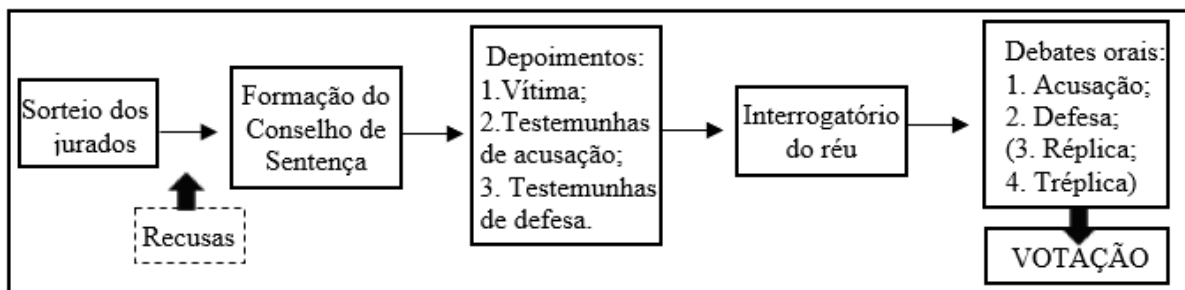 Sorteio dos
jurados
Recusas
Formação do
Conselho de
Sentença
Depoimentos:
1.Vítima;
2.Testemunhas
de acusação;
3. Testemunhas
de defesa.
Interrogatório
do réu
Debates orais:
1. Acusação;
2. Defesa;
(3. Réplica;
4. Tréplica)
VOTAÇÃO